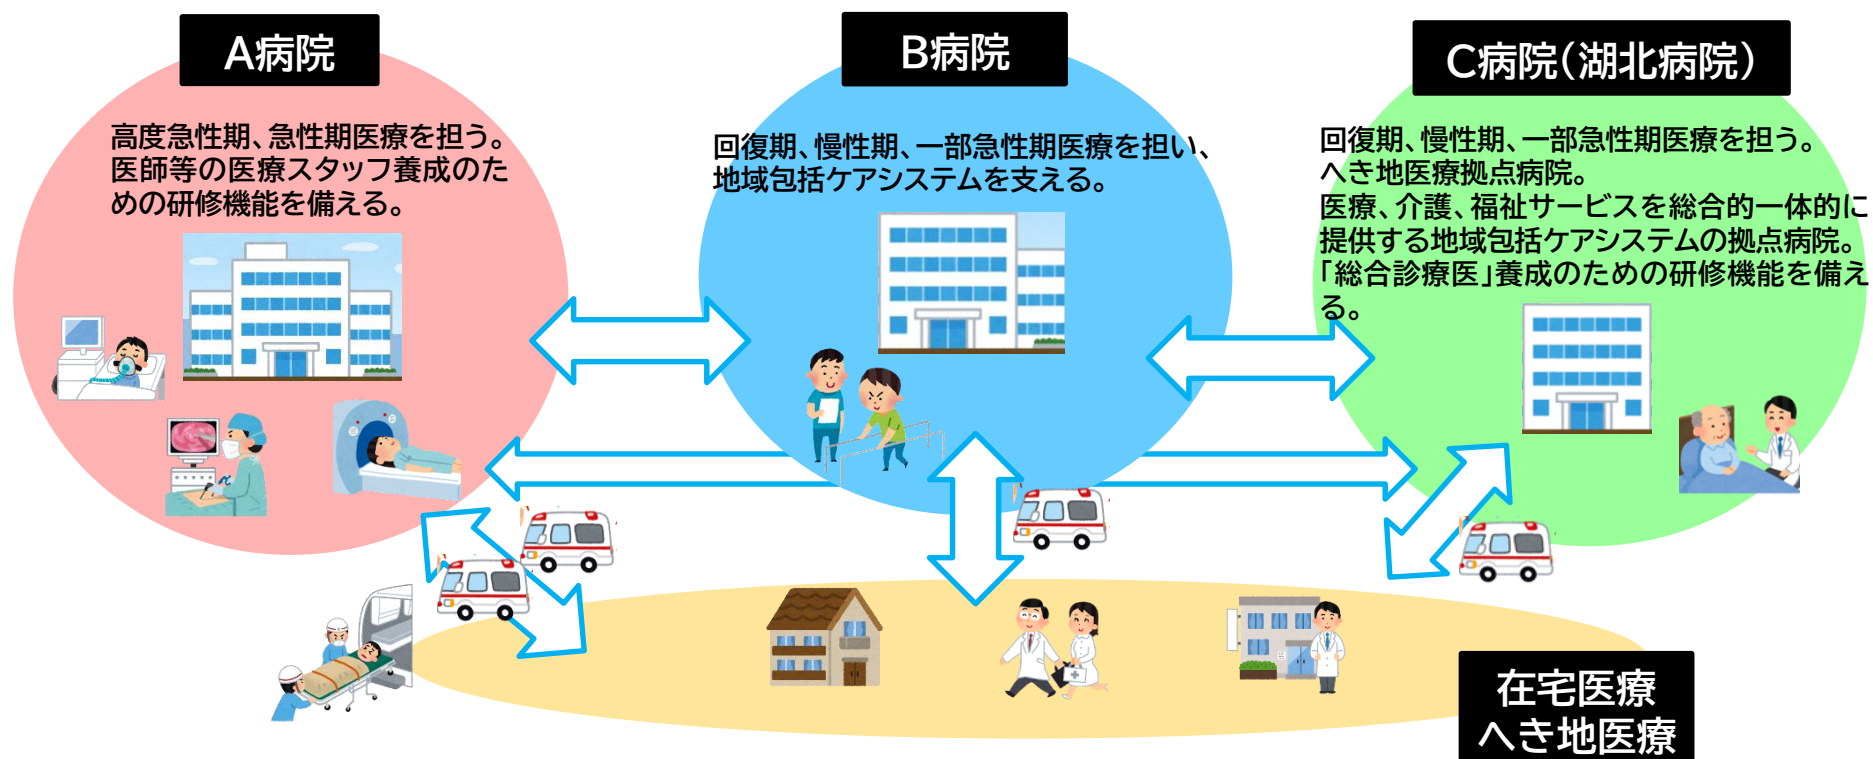 A病院
高度急性期、急性期医療を担う。
医師等の医療スタッフ養成のた
めの研修機能を備える。
B病院
回復期、慢性期、一部急性期医療を担い、
地域包括ケアシステムを支える。
C病院(湖北病院)
回復期、慢性期、一部急性期医療を担う。
へき地医療拠点病院。
医療、介護、福祉サービスを総合的一体的に
提供する地域包括ケアシステムの拠点病院。
「総合診療医」養成のための研修機能を備え
る。
在宅医療
へき地医療